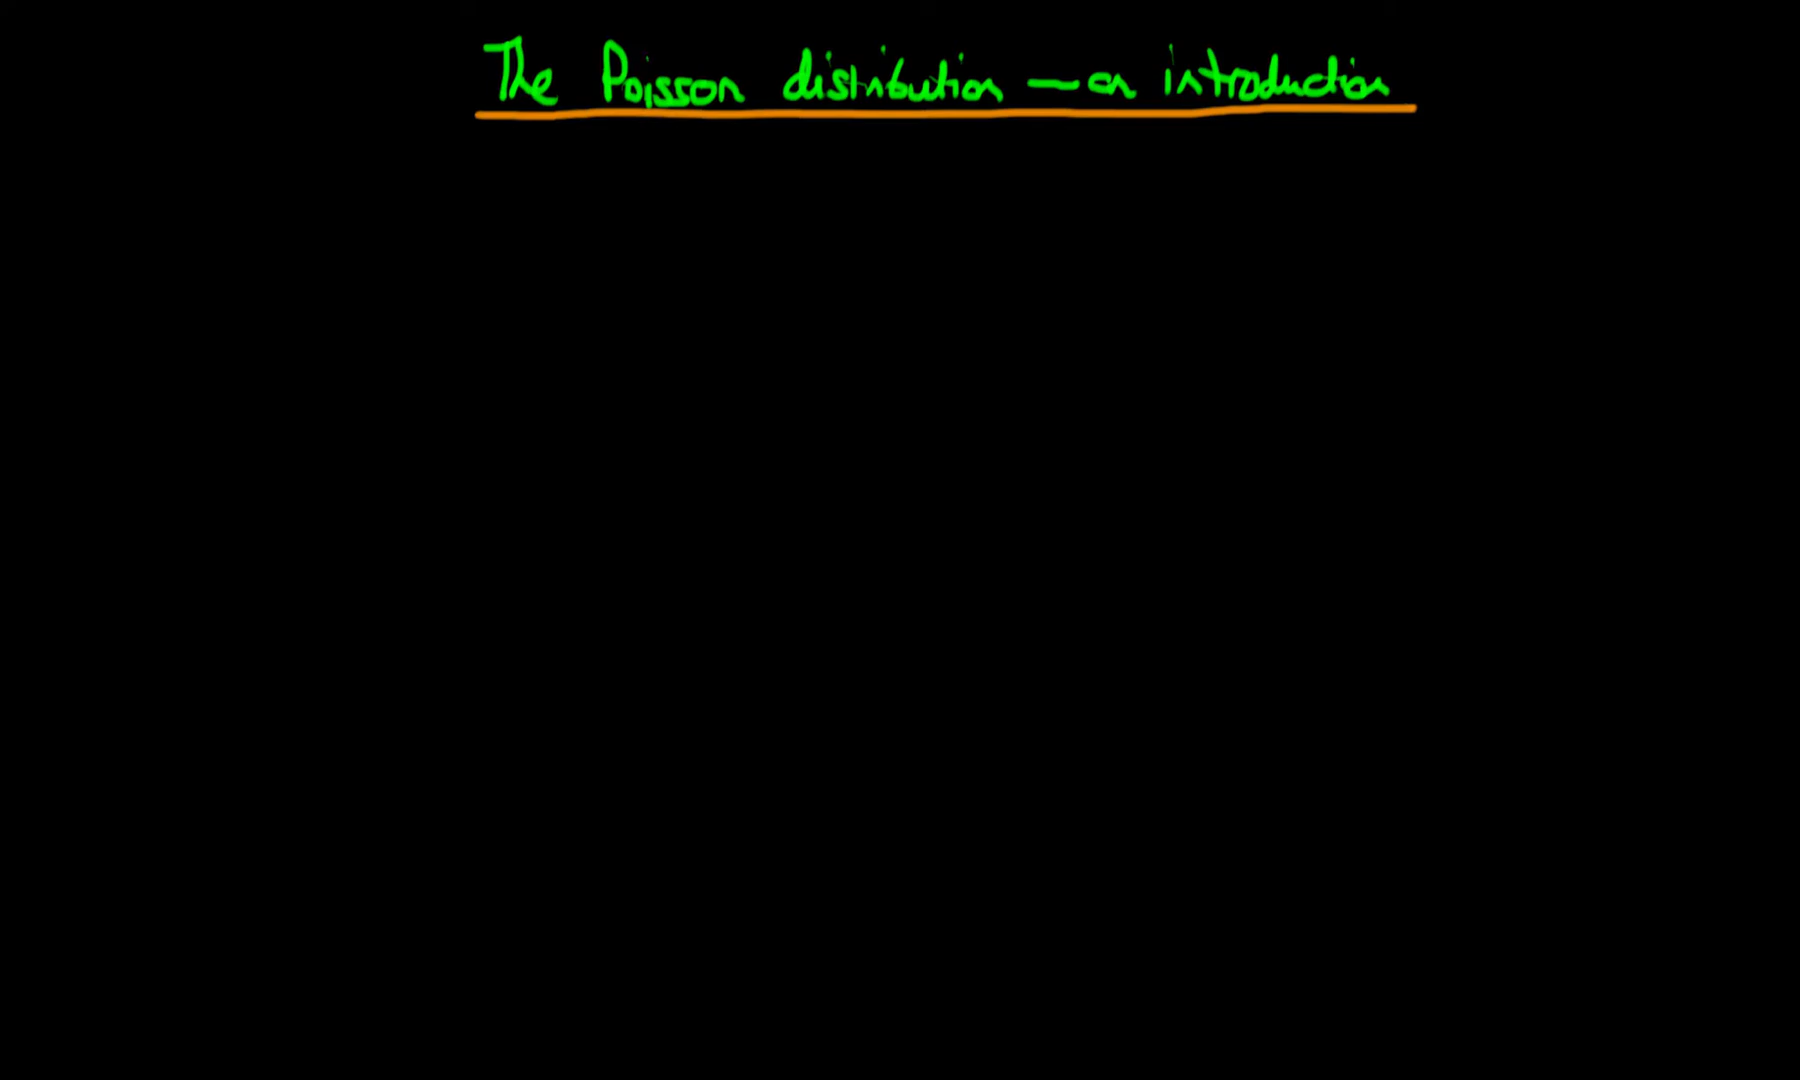 The Poisson distribution — an introduction